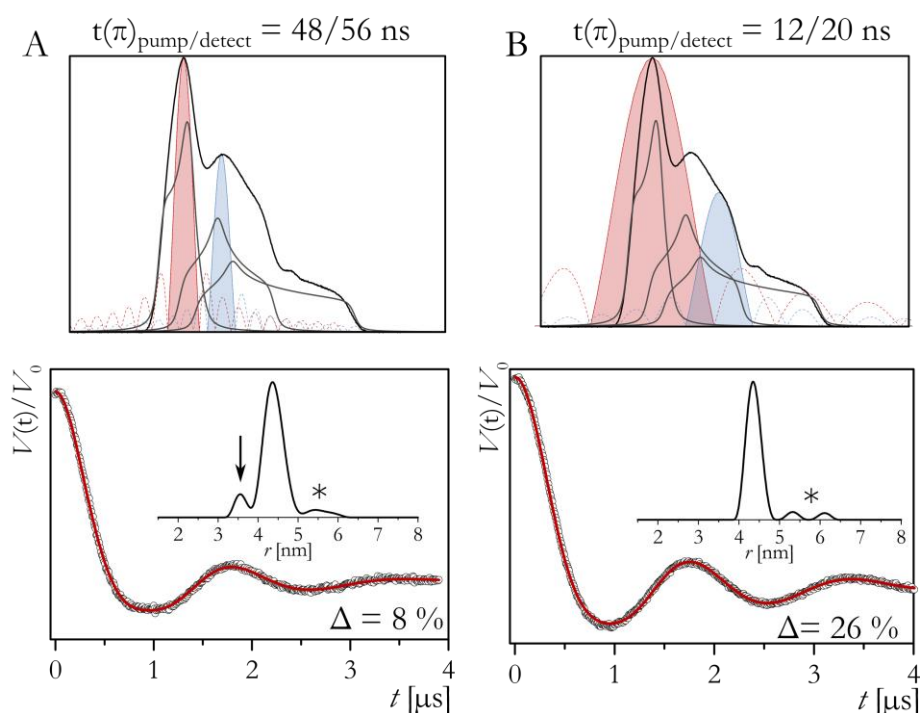 A
t(π)pump/detect = 48/56 ns
B
t(π)pump/detect = 12/20 ns
V(t)/V0
*
2 3 4 5 6 7 8
r [nm]
Δ = 8 %
0 1 2 3 4
t [μs]
V(t)/V0
*
2 3 4 5 6 7 8
r [nm]
Δ= 26 %
0 1 2 3 4
t [μs]